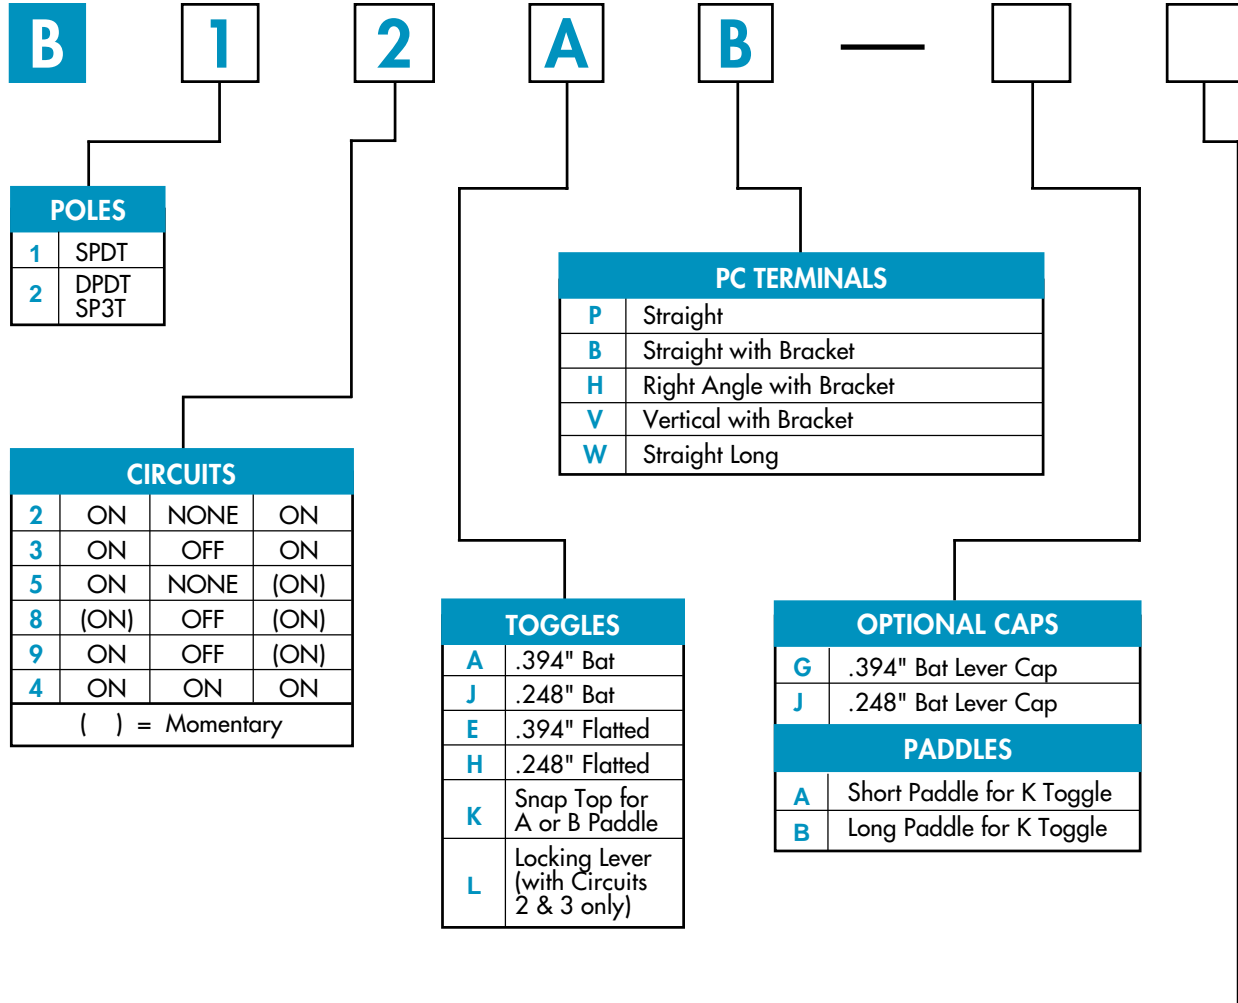 B 1 2 A B —
POLES
1 SPDT
2 DPDT
SP3T
PC TERMINALS
P Straight
B Straight with Bracket
H Right Angle with Bracket
V Vertical with Bracket
W Straight Long
CIRCUITS
2 ON NONE ON
3 ON OFF ON
5 ON NONE (ON)
8 (ON) OFF (ON)
9 ON OFF (ON)
4 ON ON ON
( ) = Momentary
TOGGLES
A .394" Bat
J .248" Bat
E .394" Flatted
H .248" Flatted
K Snap Top for
A or B Paddle
L Locking Lever
(with Circuits
2 & 3 only)
OPTIONAL CAPS
G .394" Bat Lever Cap
J .248" Bat Lever Cap
PADDLES
A Short Paddle for K Toggle
B Long Paddle for K Toggle